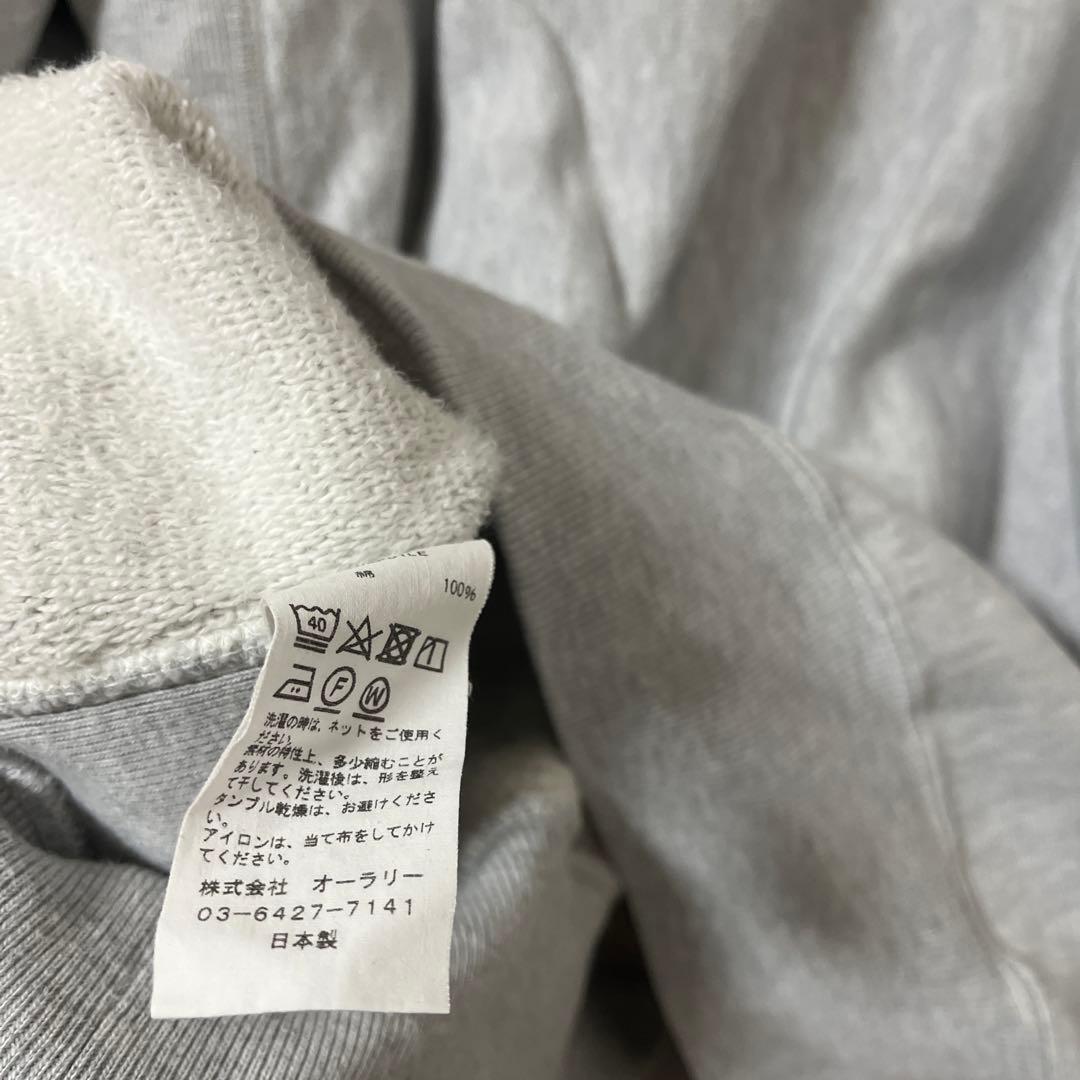 綿 100%
40
F W
洗濯の時は、ネットをご使用く
ださい。
素材の特性上、多少縮むことが
あります。洗濯後は、形を整え
て干してください。
タンブル乾燥は、お避けくださ
い。
アイロンは、当て布をしてかけ
てください。
株式会社 オーラリー
03-6427-7141
日本製